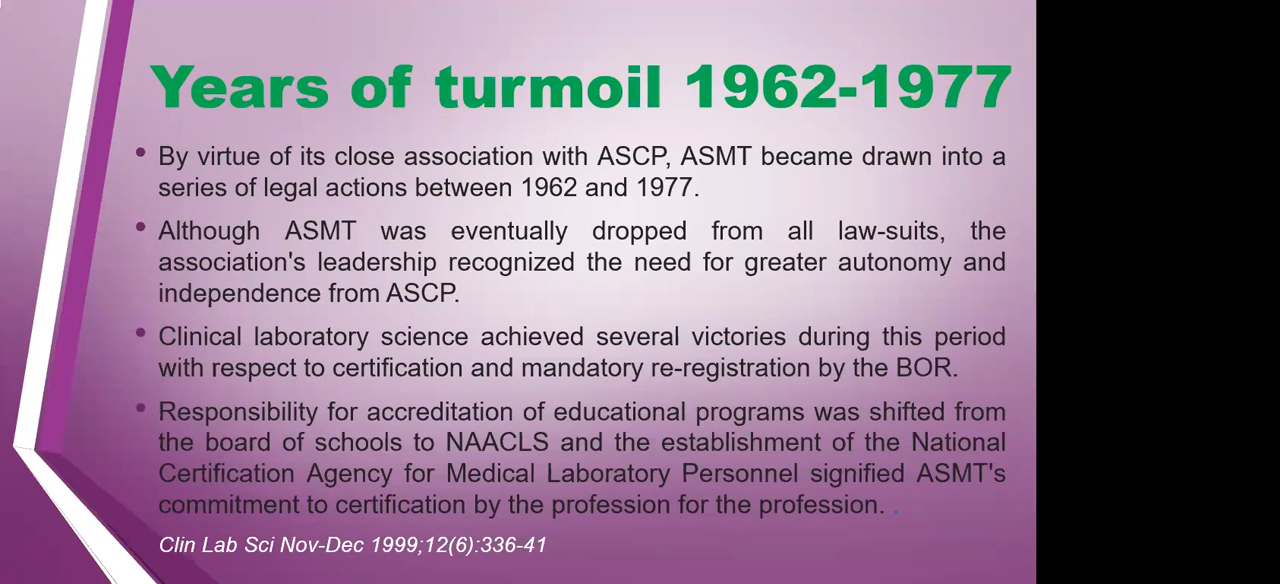 Years of turmoil 1962-1977
• By virtue of its close association with ASCP, ASMT became drawn into a
series of legal actions between 1962 and 1977.
• Although ASMT was eventually dropped from all law-suits, the
association's leadership recognized the need for greater autonomy and
independence from ASCP.
• Clinical laboratory science achieved several victories during this period
with respect to certification and mandatory re-registration by the BOR.
• Responsibility for accreditation of educational programs was shifted from
the board of schools to NAACLS and the establishment of the National
Certification Agency for Medical Laboratory Personnel signified ASMT's
commitment to certification by the profession for the profession. .
Clin Lab Sci Nov-Dec 1999;12(6):336-41